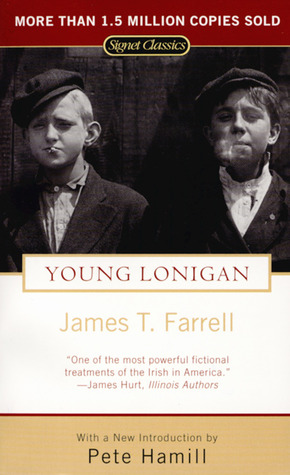 MORE THAN 1.5 MILLION COPIES SOLD
Signet Classics
YOUNG LONIGAN
James T. Farrell
“One of the most powerful fictional
treatments of the Irish in America.”
—James Hurt, Illinois Authors
With a New Introduction by
Pete Hamill